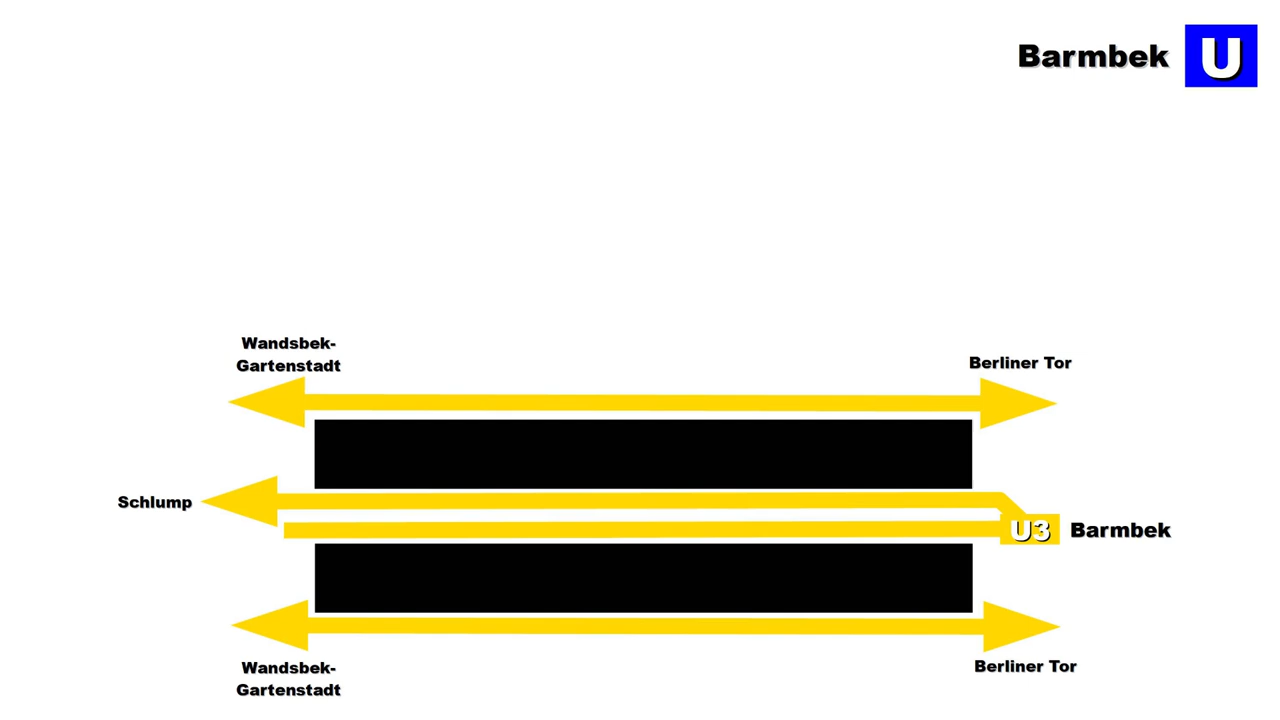 Barmbek U
Wandsbek-
Gartenstadt
Berliner Tor
Schlump
U3 Barmbek
Wandsbek-
Gartenstadt
Berliner Tor